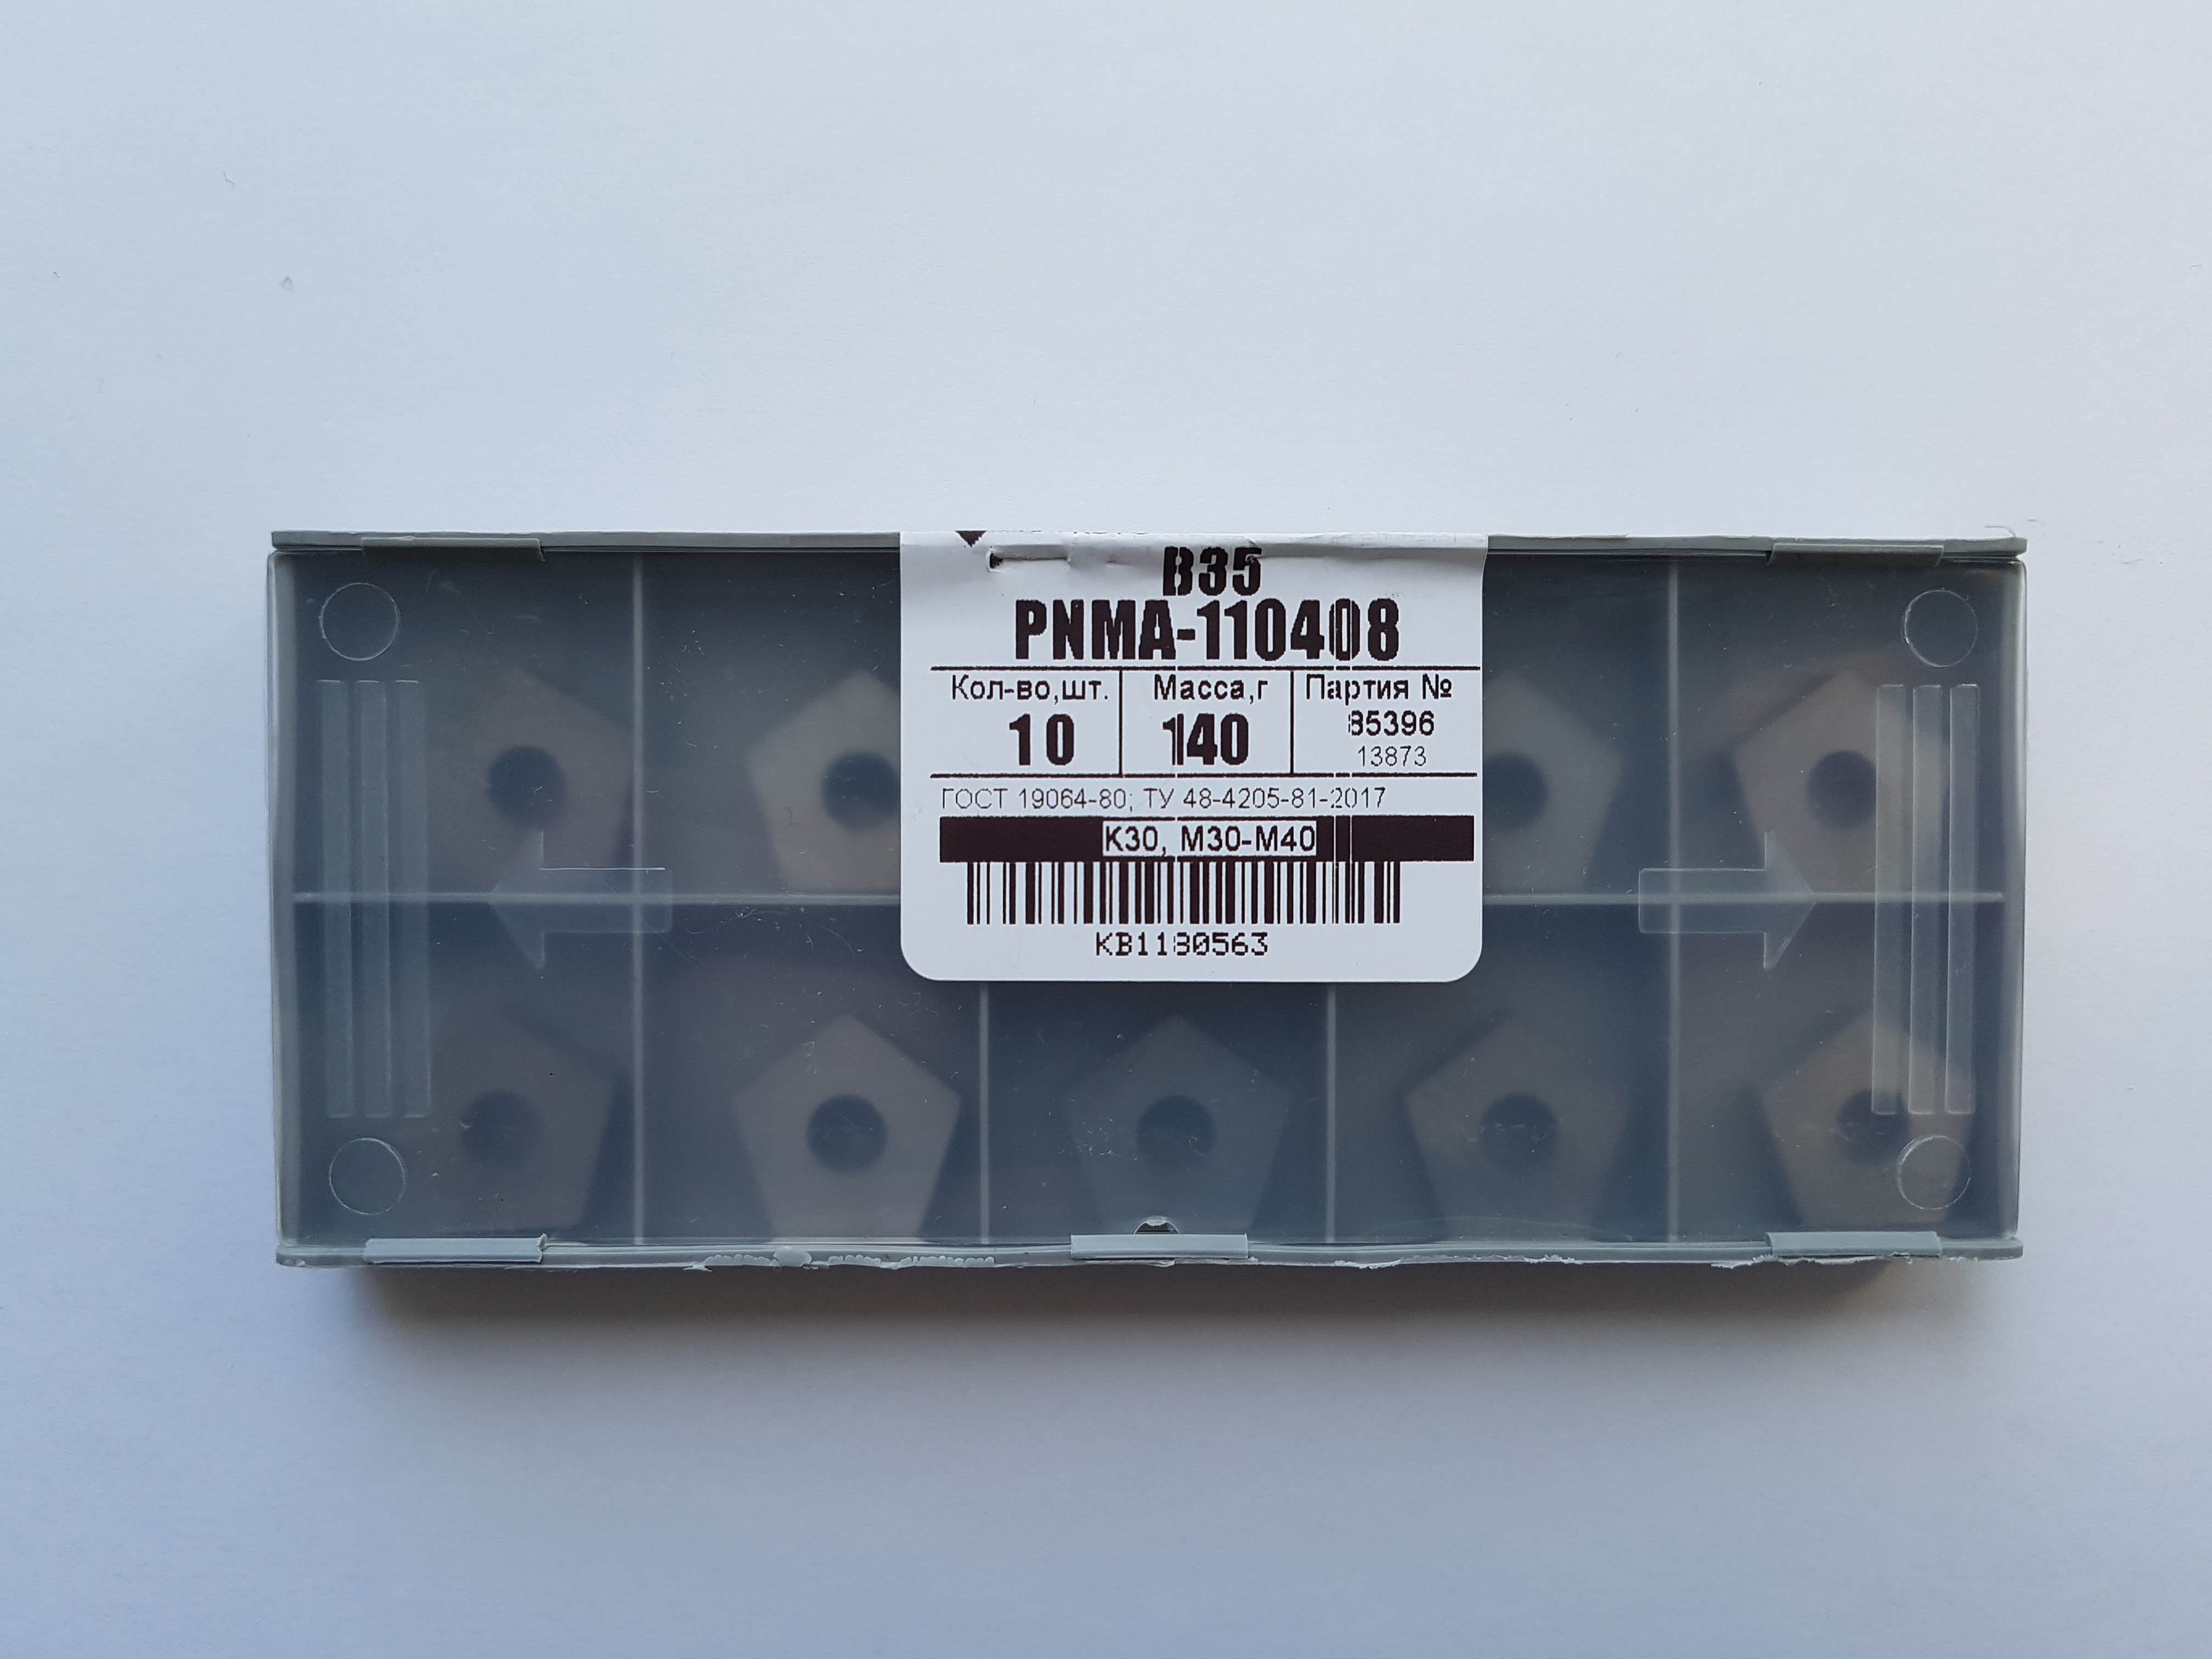 B35
PNMA-110408
Кол-во,шт. Масса,г Партия №
10 140 85396
13873
ГОСТ 19064-80; ТУ 48-4205-81-2017
K30, M30-M40
KB1180563